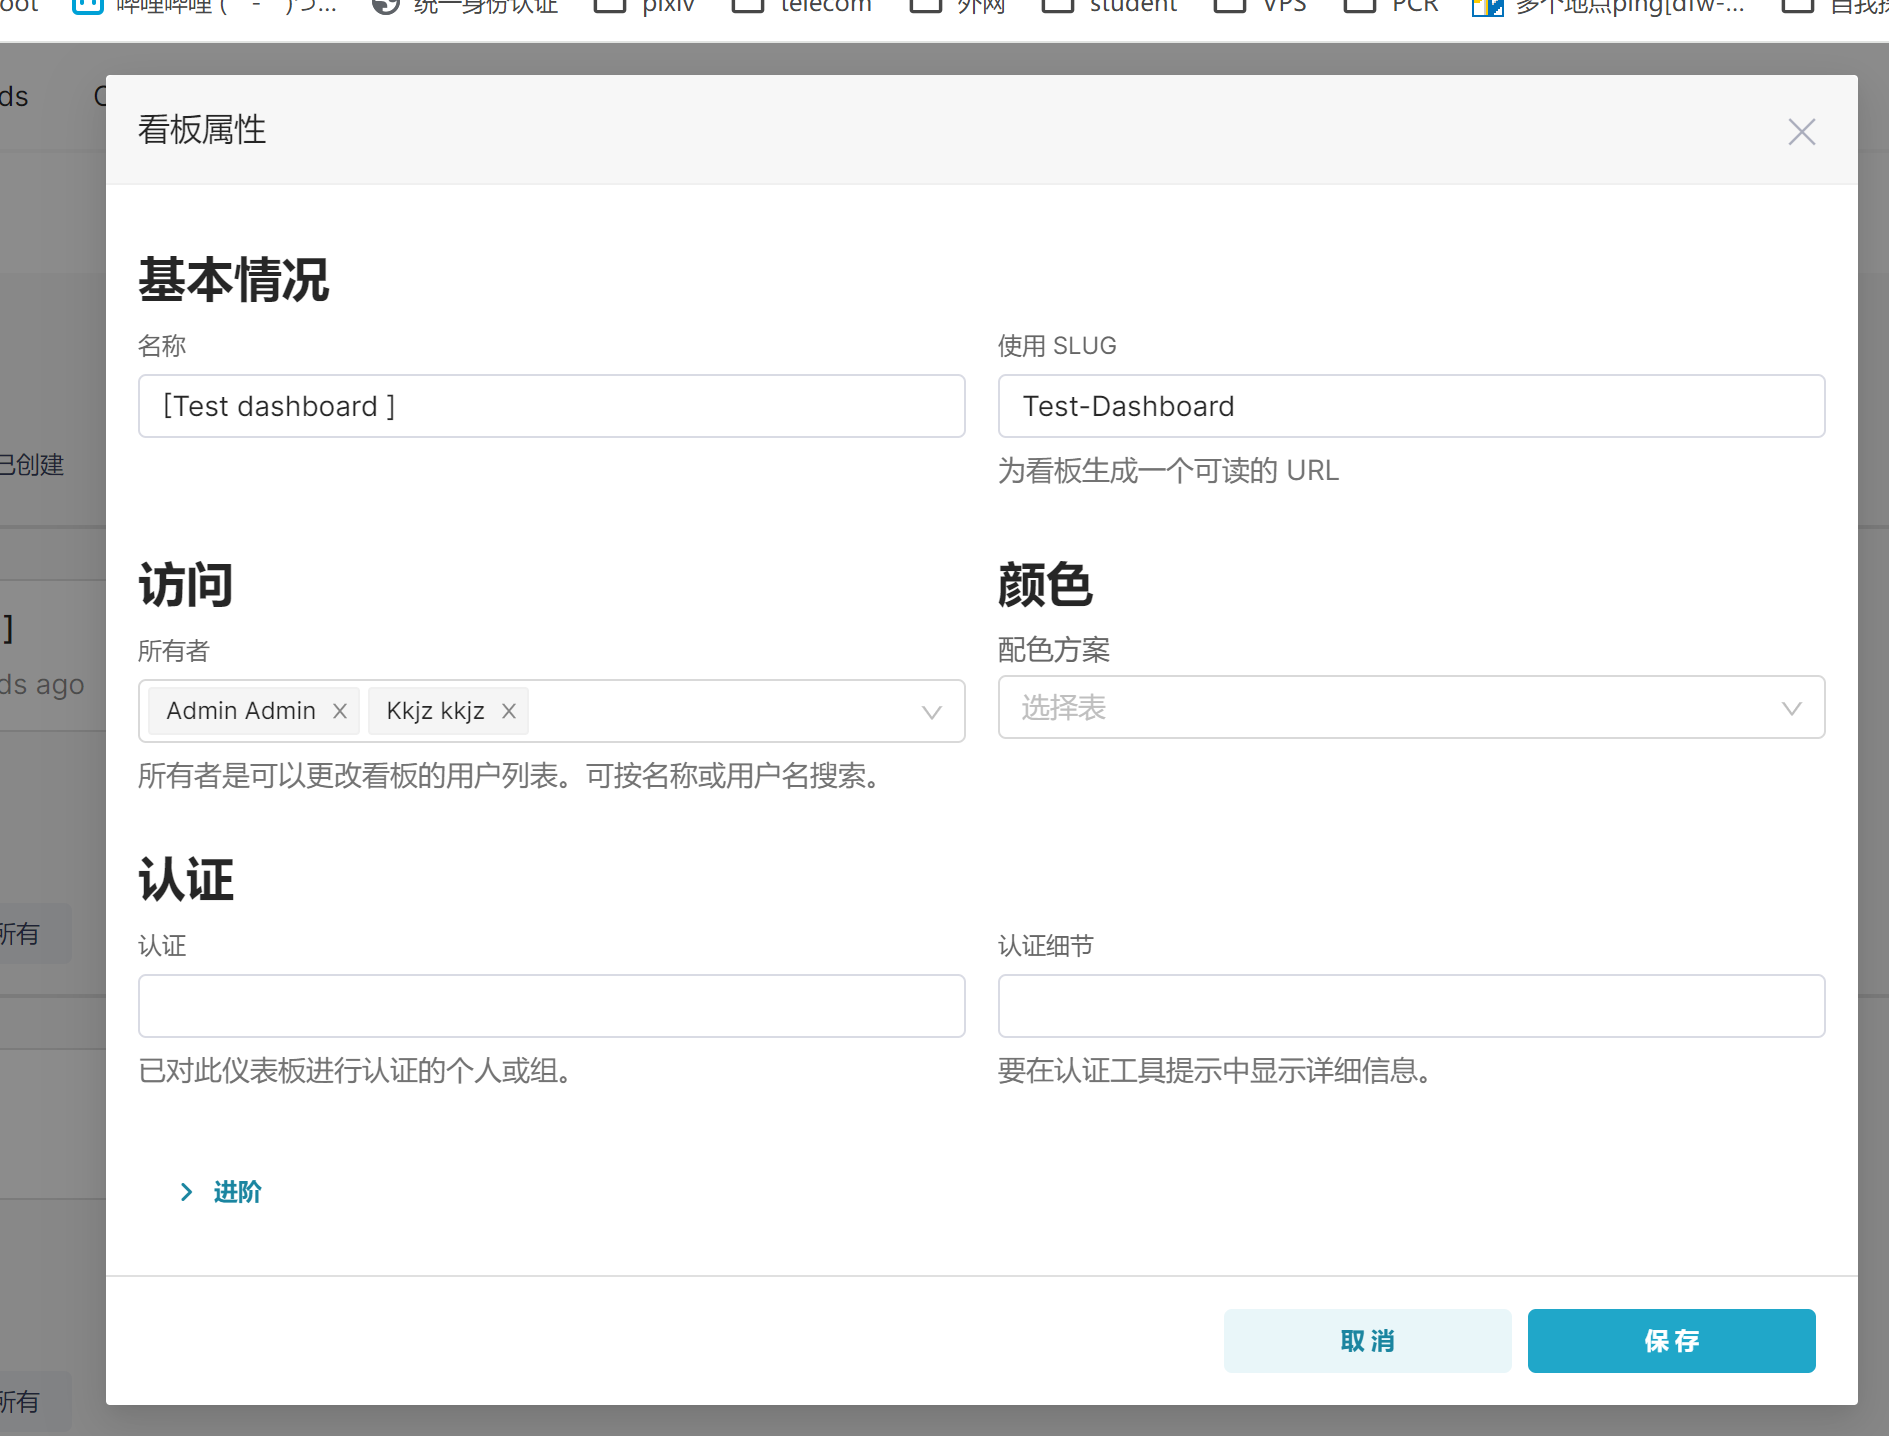 哔哩哔哩 ( ゜- ゜)つ...
统一身份认证
pixiv
telecom
外网
student
VPS
PCR
多个地点ping[dfw-...
ds
看板属性
基本情况
名称
使用 SLUG
[Test dashboard ]
Test-Dashboard
为看板生成一个可读的 URL
已创建
访问
颜色
]
所有者
配色方案
ds ago
Admin Admin
Kkjz kkjz
选择表
所有者是可以更改看板的用户列表。可按名称或用户名搜索。
认证
所有
认证
认证细节
已对此仪表板进行认证的个人或组。
要在认证工具提示中显示详细信息。
进阶
取消
保存
所有